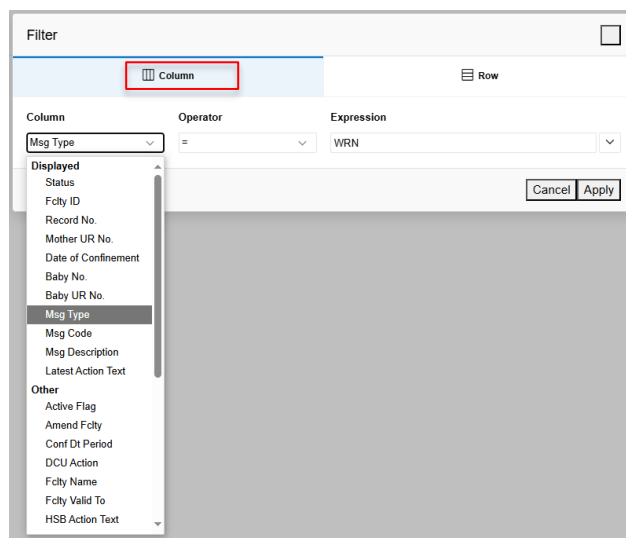 Filter
Column Row
Column Operator Expression
Msg Type = WRN
Displayed
Status
Fclty ID
Cancel Apply
Record No.
Mother UR No.
Date of Confinement
Baby No.
Baby UR No.
Msg Type
Msg Code
Msg Description
Latest Action Text
Other
Active Flag
Amend Fclty
Conf Dt Period
DCU Action
Fclty Name
Fclty Valid To
HSB Action Text